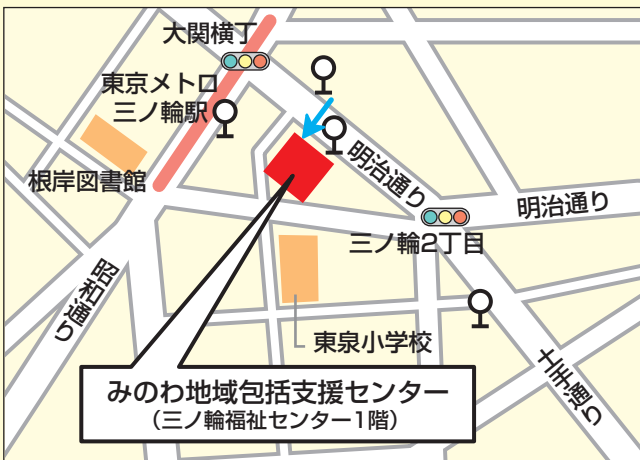 大関横丁
東京メトロ
三ノ輪駅
根岸図書館
明治通り
明治通り
三ノ輪2丁目
昭和通り
東泉小学校
土手通り
みのわ地域包括支援センター
（三ノ輪福祉センター1階）